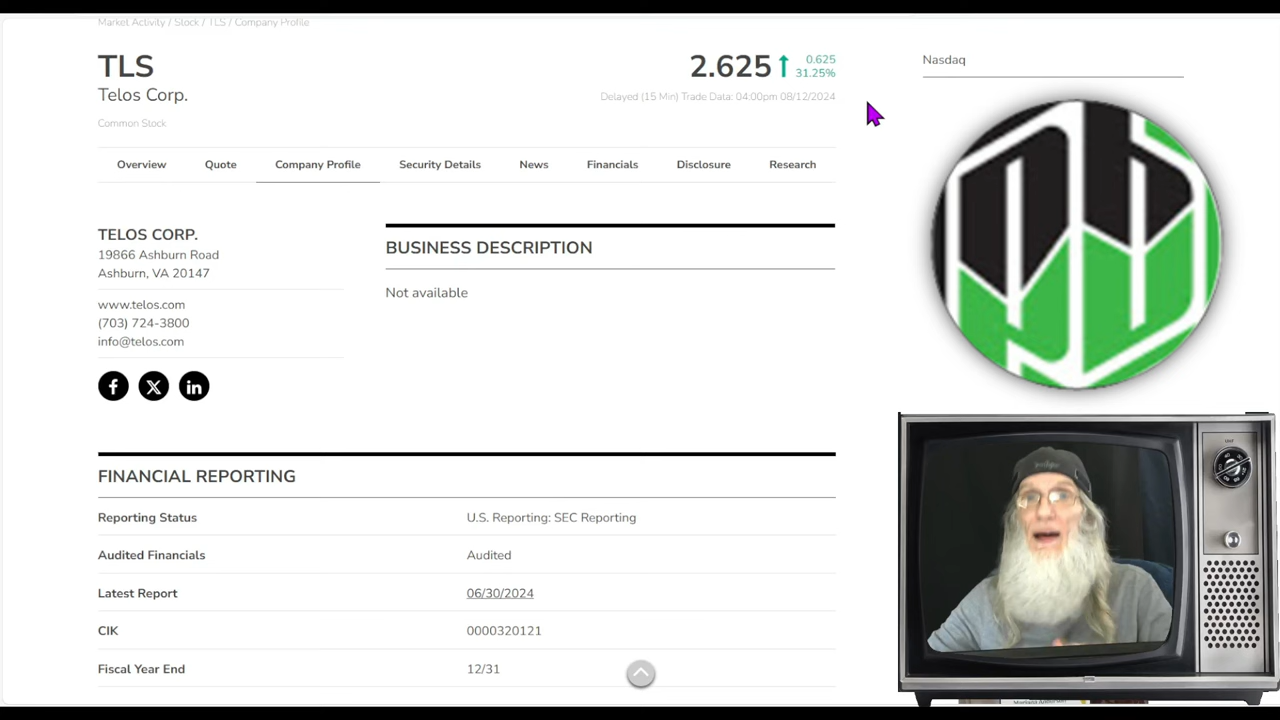 Market Activity / Stock / TLS / Company Profile
TLS
Telos Corp.
Common Stock
2.625
0.625
31.25%
Delayed (15 Min) Trade Data: 04:00pm 08/12/2024
Nasdaq
Overview
Quote
Company Profile
Security Details
News
Financials
Disclosure
Research
TELOS CORP.
19866 Ashburn Road
Ashburn, VA 20147
www.telos.com
(703) 724-3800
info@telos.com
BUSINESS DESCRIPTION
Not available
FINANCIAL REPORTING
Reporting Status U.S. Reporting: SEC Reporting
Audited Financials Audited
Latest Report 06/30/2024
CIK 0000320121
Fiscal Year End 12/31